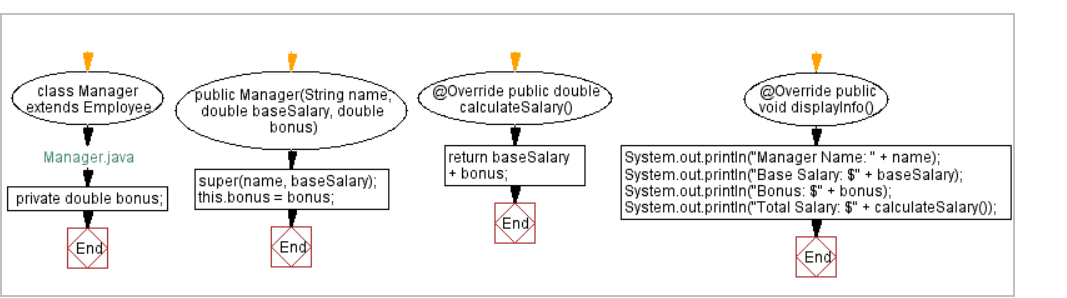 class Manager
extends Employee
Manager.java
private double bonus;
End
public Manager(String name,
double baseSalary, double
bonus)
super(name, baseSalary);
this.bonus = bonus;
End
@Override public double
calculateSalary()
return baseSalary
+ bonus;
End
@Override public
void displayInfo()
System.out.println("Manager Name: " + name);
System.out.println("Base Salary: $" + baseSalary);
System.out.println("Bonus: $" + bonus);
System.out.println("Total Salary: $" + calculateSalary());
End